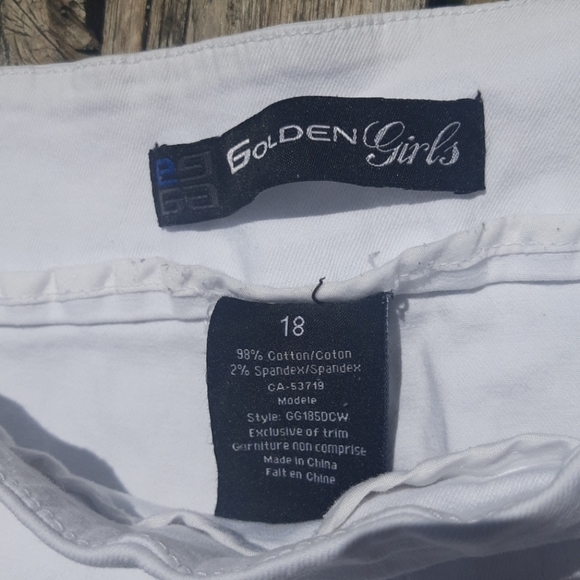 GOLDEN Girls
18
98% Cotton/Coton
2% Spandex/Spandex
CA-53719
Modele
Style: GG185DCW
Exclusive of trim
Garniture non comprise
Made in China
Fait en Chine